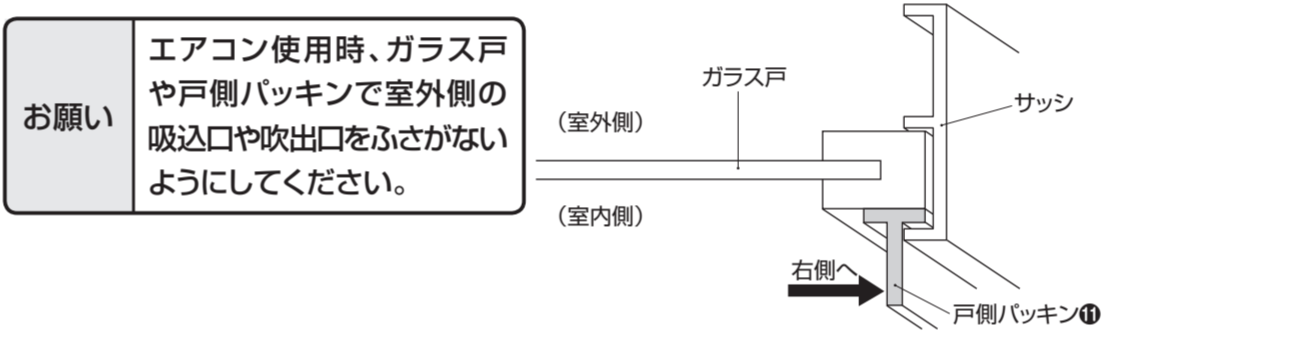 お願い
エアコン使用時、ガラス戸
や戸側パッキンで室外側の
吸込口や吹出口をふさがない
ようにしてください。
ガラス戸
サッシ
（室外側）
（室内側）
右側へ
戸側パッキン⓫